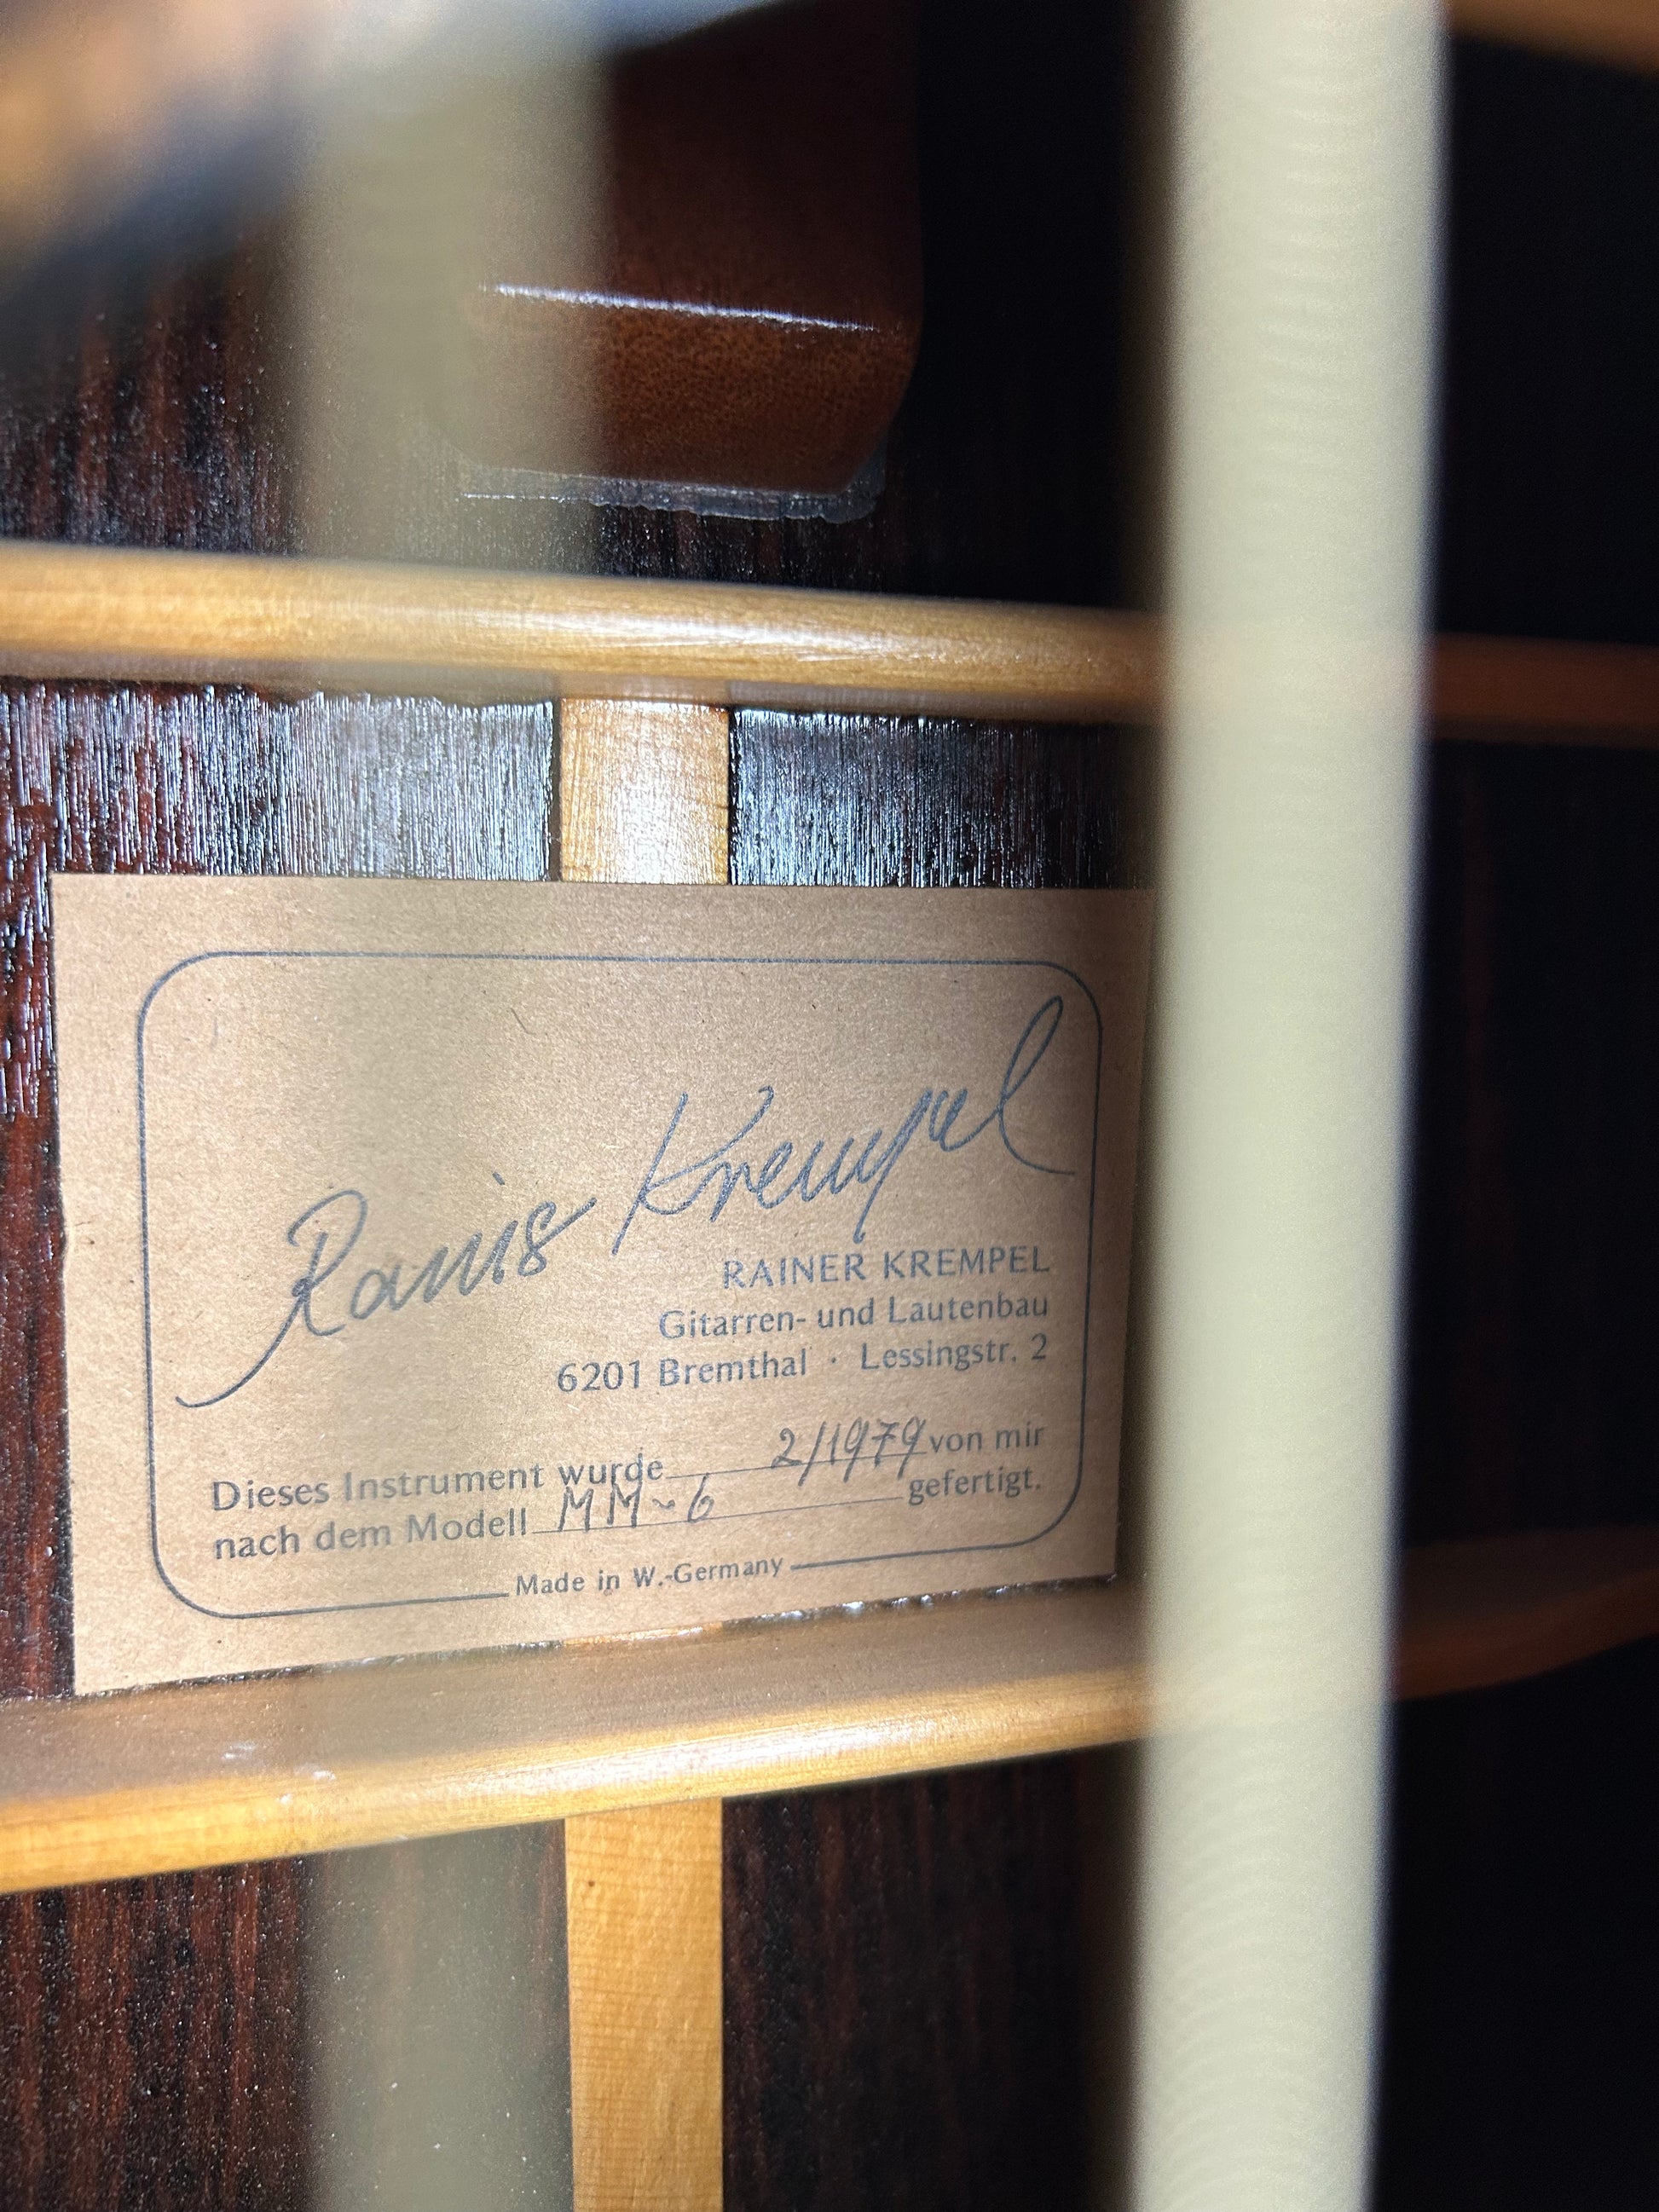 Ranis Krempel
RAINER KREMPEL
Gitarren- und Lautenbau
6201 Bremthal · Lessingstr. 2
Dieses Instrument wurde 2/1979 von mir
nach dem Modell MM-6 gefertigt.
Made in W.-Germany